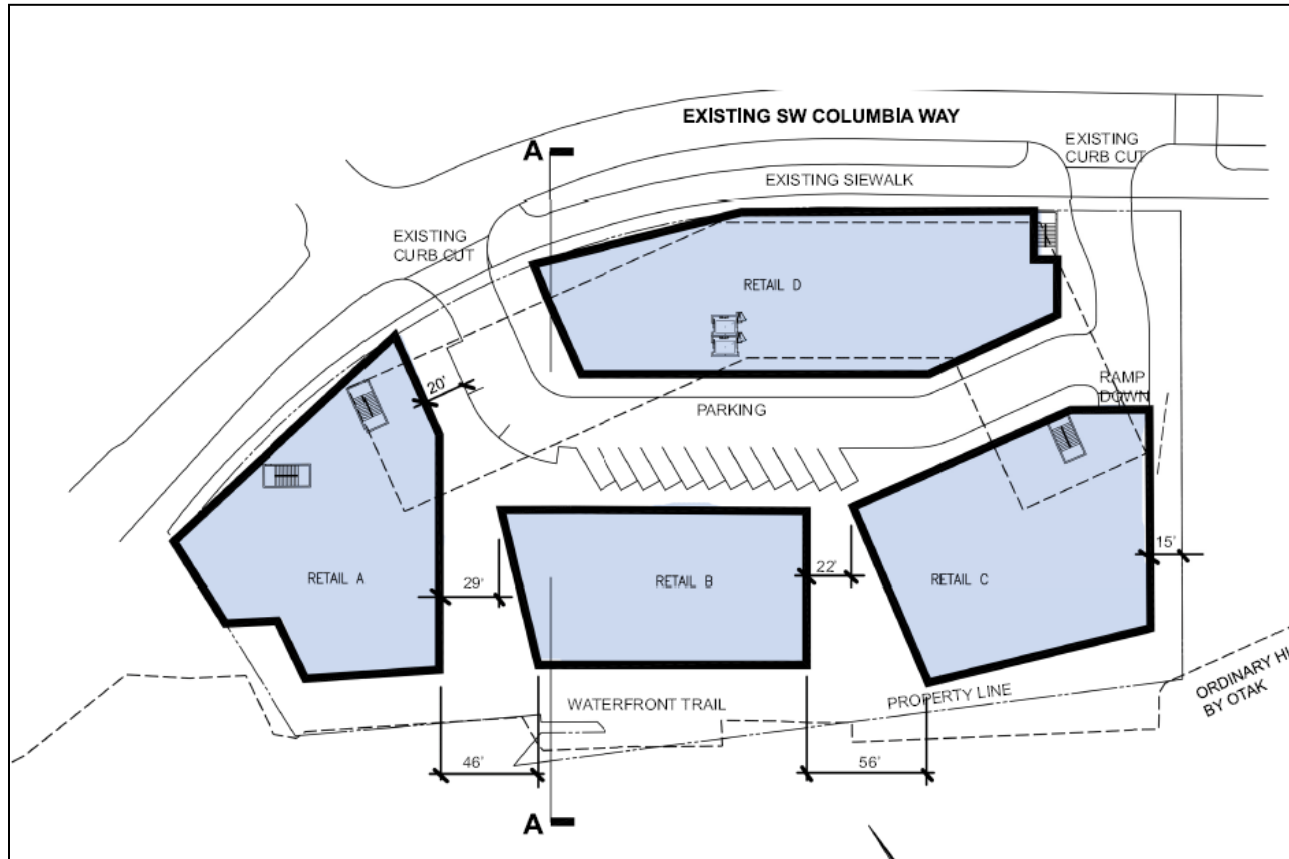 EXISTING SW COLUMBIA WAY
A
EXISTING
CURB CUT
EXISTING SIEWALK
EXISTING
CURB CUT
RETAIL D
20'
RAMP
DOWN
PARKING
15'
RETAIL A
29'
RETAIL B
22'
RETAIL C
WATERFRONT TRAIL
PROPERTY LINE
ORDINARY
BY OTAK
46'
56'
A